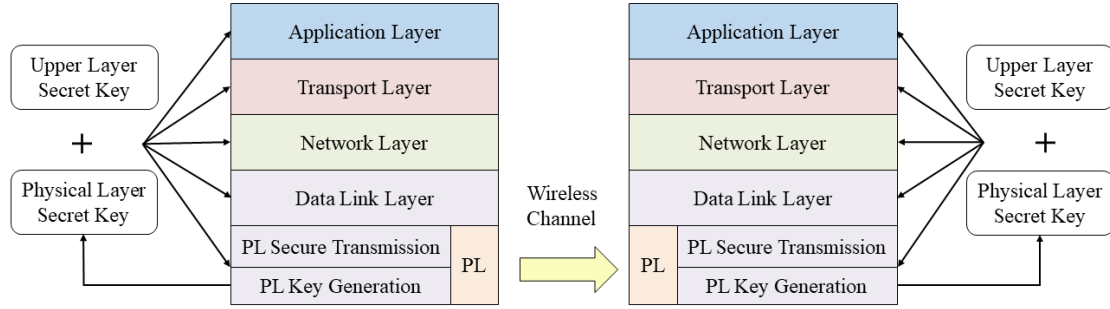 Upper Layer
Secret Key
+
Physical Layer
Secret Key
Application Layer
Transport Layer
Network Layer
Data Link Layer
PL Secure Transmission
PL Key Generation
PL
Wireless
Channel
Application Layer
Transport Layer
Network Layer
Data Link Layer
PL
PL Secure Transmission
PL Key Generation
Upper Layer
Secret Key
+
Physical Layer
Secret Key